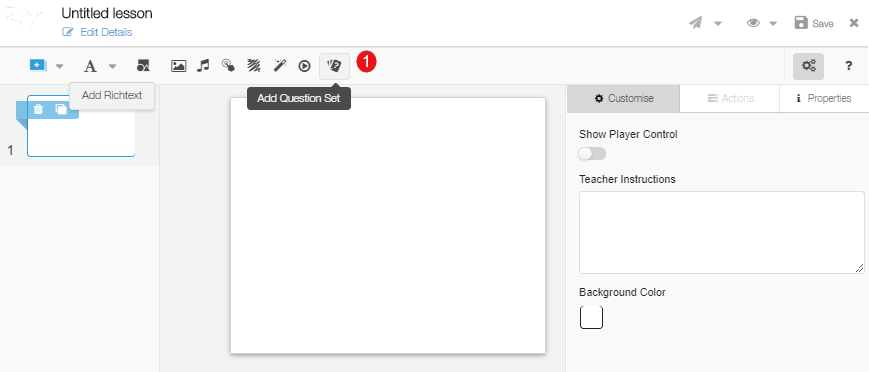 Untitled lesson
Edit Details
Save
A
1
?
Add Richtext
Add Question Set
Customise
Actions
Properties
1
Show Player Control
Teacher Instructions
Background Color